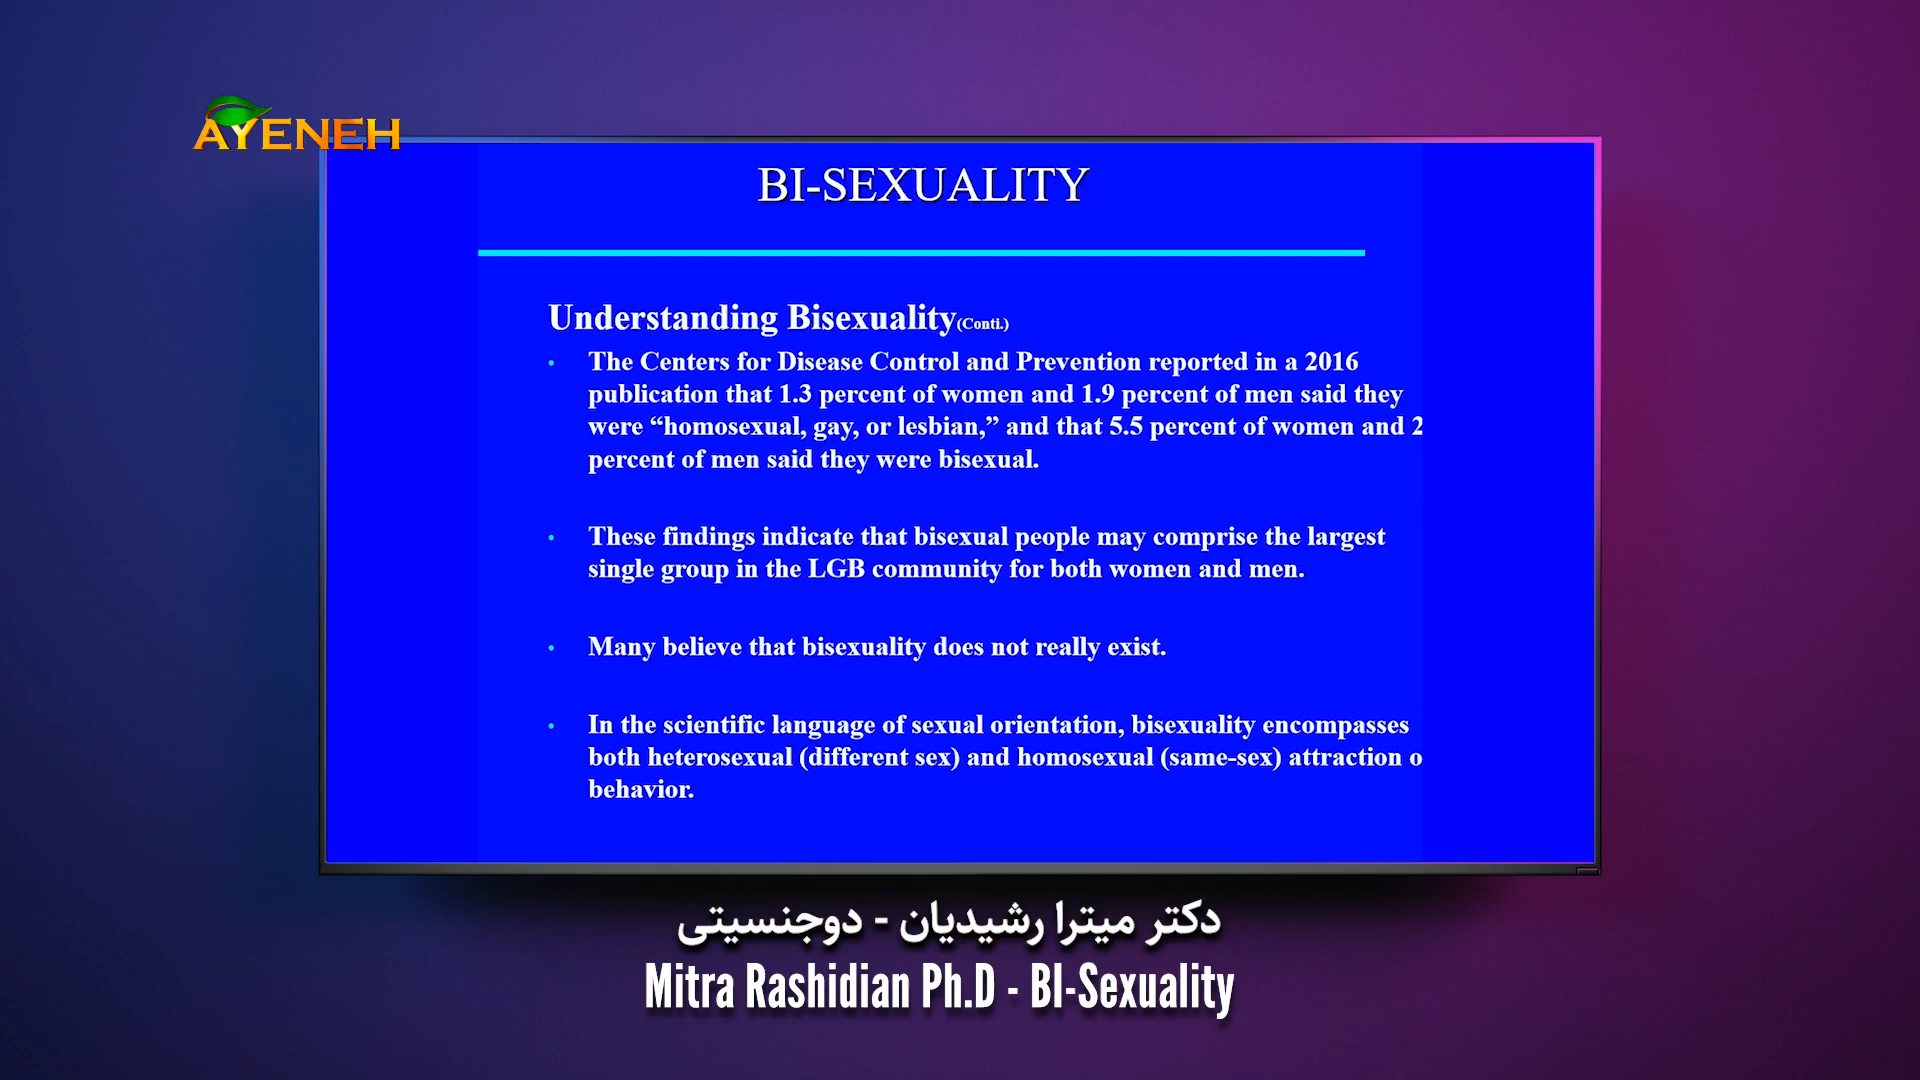 AYENEH
BI-SEXUALITY
Understanding Bisexuality(Conti.)
• The Centers for Disease Control and Prevention reported in a 2016
publication that 1.3 percent of women and 1.9 percent of men said they
were “homosexual, gay, or lesbian,” and that 5.5 percent of women and 2
percent of men said they were bisexual.
• These findings indicate that bisexual people may comprise the largest
single group in the LGB community for both women and men.
• Many believe that bisexuality does not really exist.
• In the scientific language of sexual orientation, bisexuality encompasses
both heterosexual (different sex) and homosexual (same-sex) attraction o
behavior.
دکتر میترا رشیدیان - دوجنسیتی
Mitra Rashidian Ph.D - BI-Sexuality